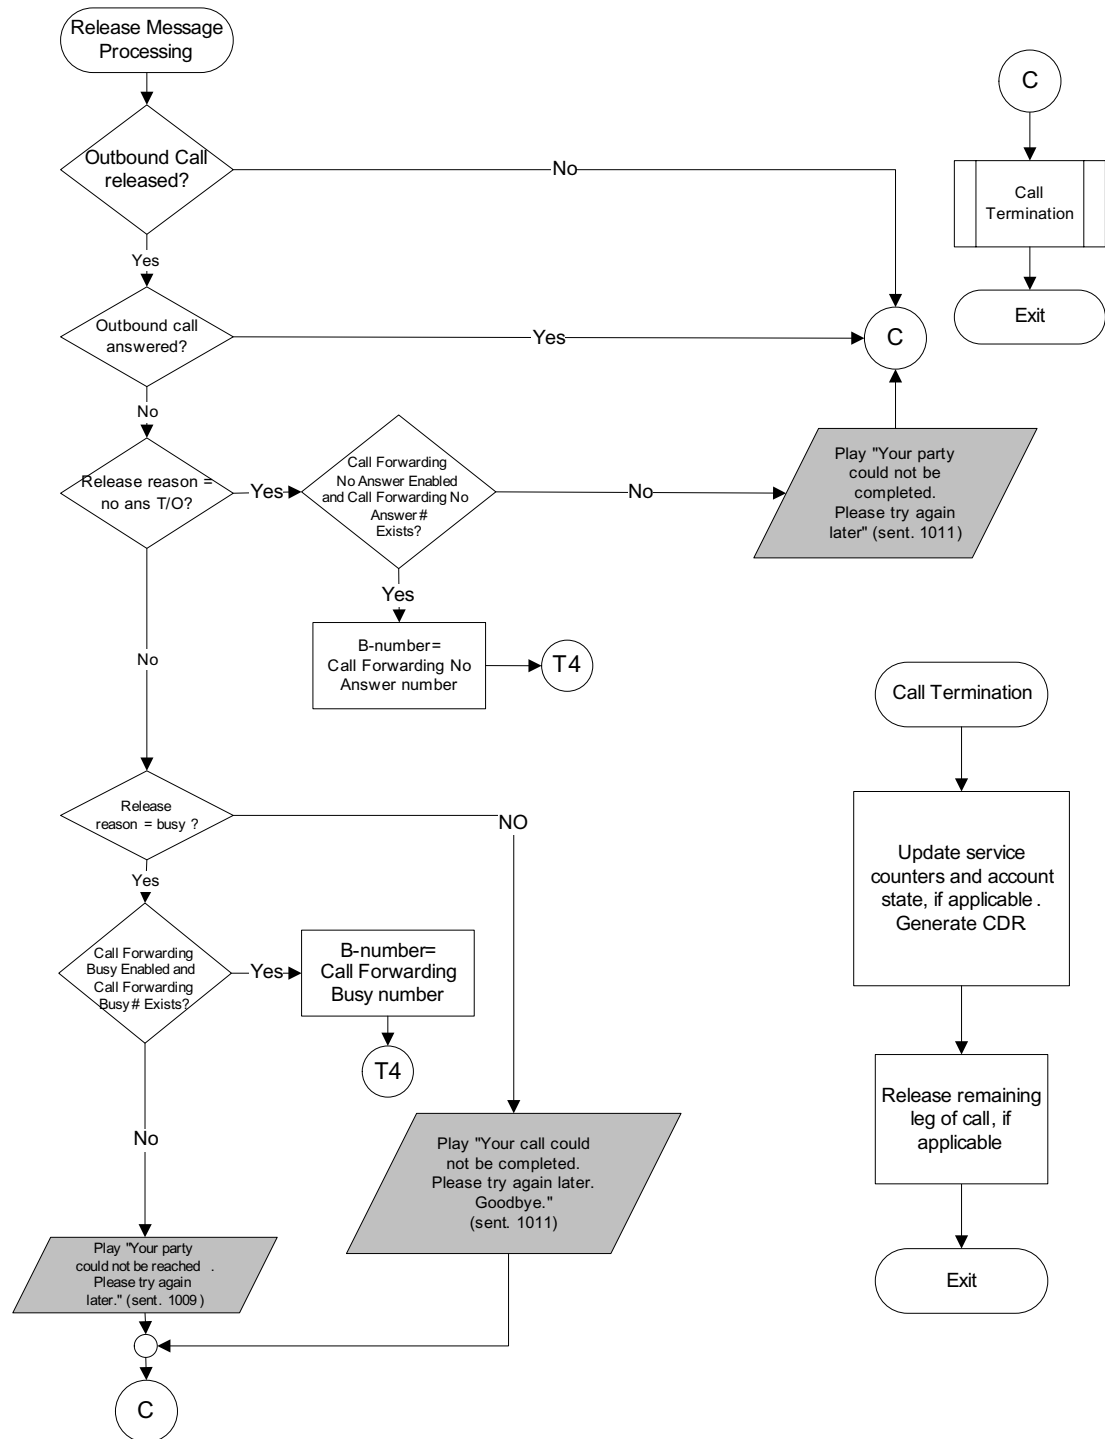 Release Message
Processing
Outbound Call
released?
No
Yes
Outbound call
answered?
Yes
No
C
Call
Termination
Exit
C
Release reason =
no ans T/O?
Yes
Call Forwarding
No Answer Enabled
and Call Forwarding No
Answer #
Exists?
No
Play "Your party
could not be
completed.
Please try again
later" (sent. 1011)
Yes
B-number=
Call Forwarding No
Answer number
T4
No
Release
reason = busy ?
NO
Yes
Call Forwarding
Busy Enabled and
Call Forwarding
Busy # Exists?
Yes
B-number=
Call Forwarding
Busy number
T4
No
Play "Your call could
not be completed.
Please try again later.
Goodbye."
(sent. 1011)
Play "Your party
could not be reached .
Please try again
later." (sent. 1009)
C
Call Termination
Update service
counters and account
state, if applicable .
Generate CDR.
Release remaining
leg of call, if
applicable
Exit